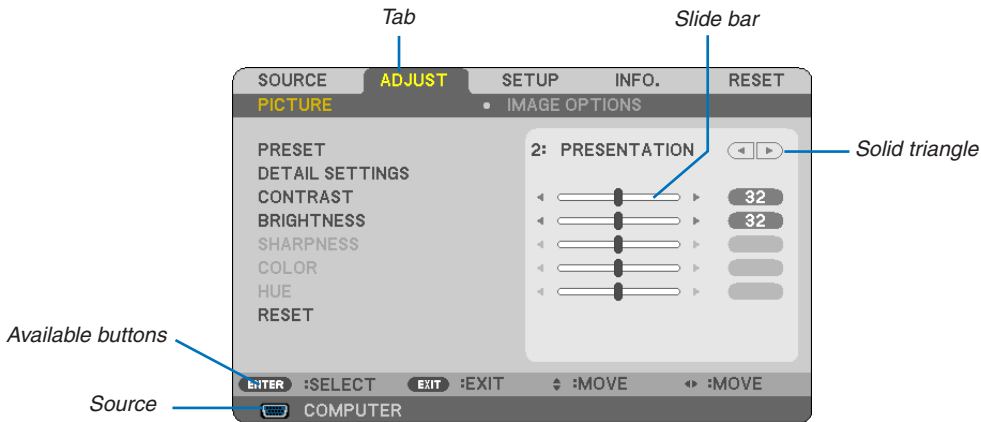 Tab Slide bar
SOURCE ADJUST SETUP INFO. RESET
PICTURE • IMAGE OPTIONS
PRESET 2: PRESENTATION
Solid triangle
DETAIL SETTINGS
CONTRAST 32
BRIGHTNESS 32
SHARPNESS
COLOR
HUE
RESET
Available buttons
ENTER :SELECT EXIT :EXIT :MOVE :MOVE
Source
COMPUTER